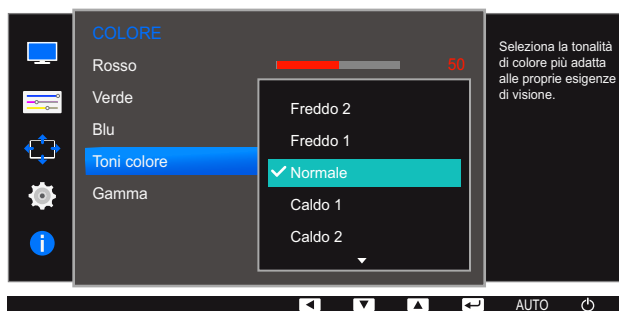 COLORE
Rosso
50
Verde
Blu
Toni colore
Gamma
Freddo 2
Freddo 1
Normale
Caldo 1
Caldo 2
Seleziona la tonalità
di colore più adatta
alle proprie esigenze
di visione.
AUTO